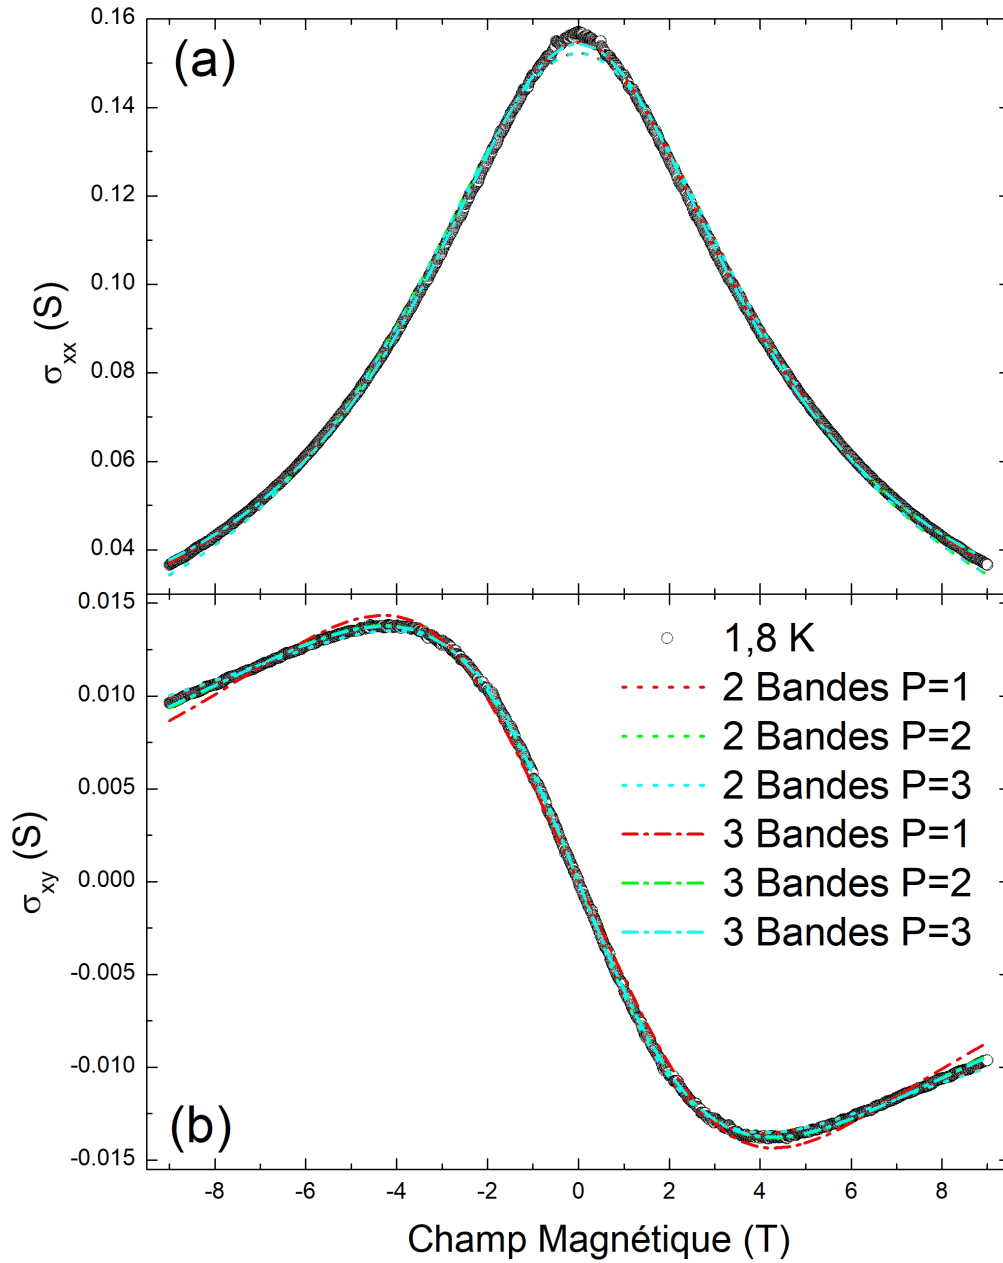 0.16
(a)
0.14
0.12
0.10
0.08
0.06
0.04
σxx (S)
0.015
0.010
0.005
0.000
-0.005
-0.010
-0.015
σxy (S)
1,8 K
2 Bandes P=1
2 Bandes P=2
2 Bandes P=3
3 Bandes P=1
3 Bandes P=2
3 Bandes P=3
(b)
-8 -6 -4 -2 0 2 4 6 8
Champ Magnétique (T)